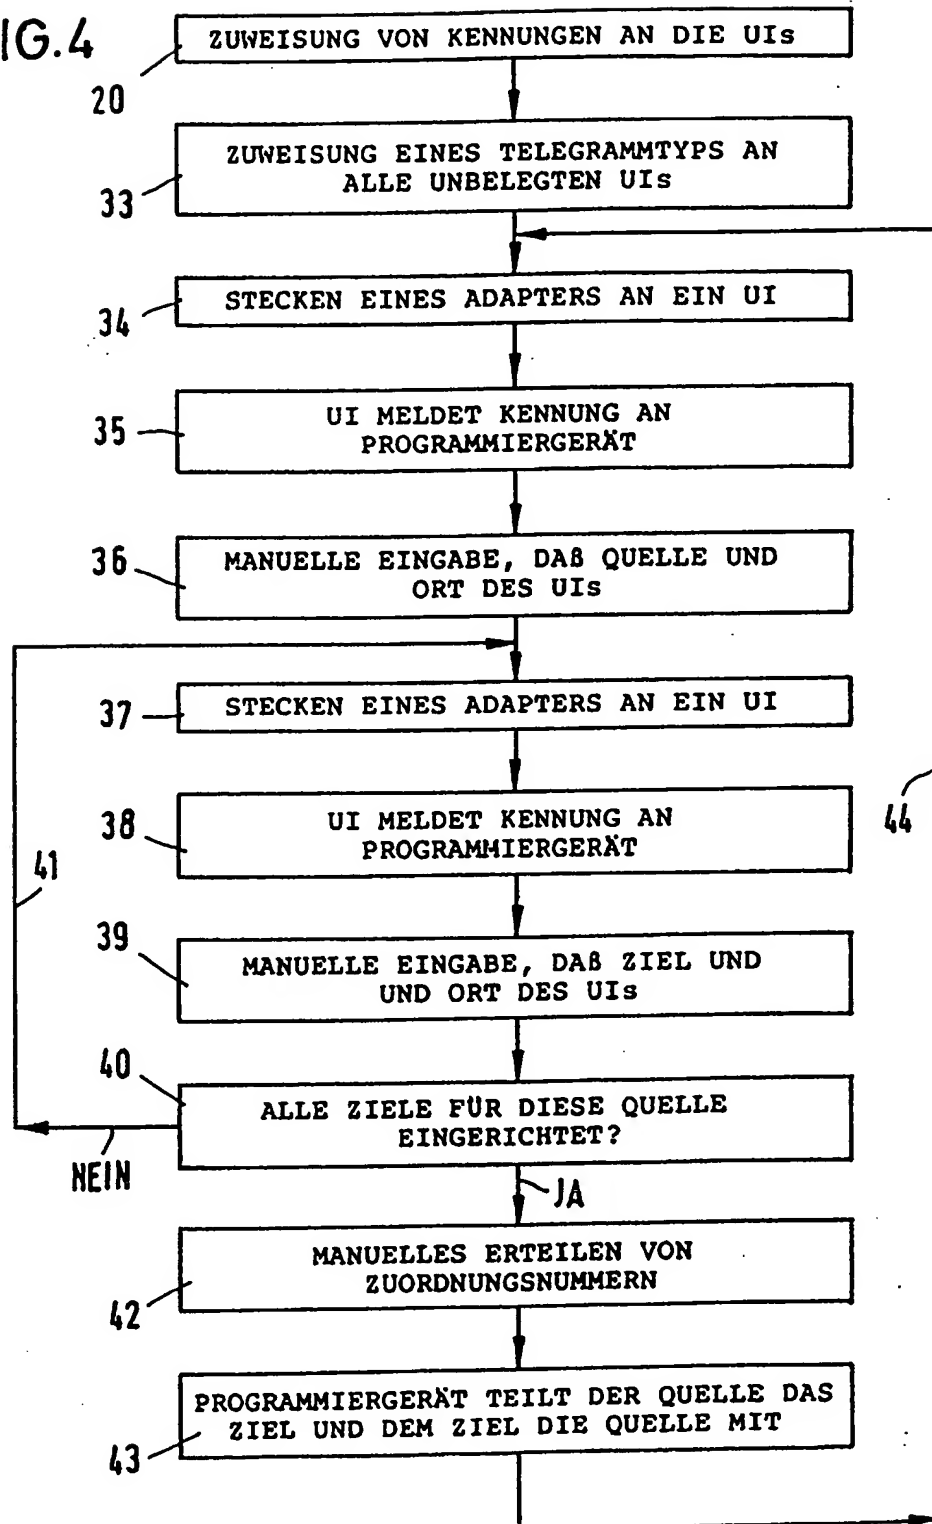 IG.4
ZUWEISUNG VON KENNUNGEN AN DIE UIs
20
ZUWEISUNG EINES TELEGRAMMTYPS AN
ALLE UNBELEGTEN UIs
33
STECKEN EINES ADAPTERS AN EIN UI
34
UI MELDET KENNUNG AN
PROGRAMMIERGERÄT
35
MANUELLE EINGABE, DAß QUELLE UND
ORT DES UIs
36
STECKEN EINES ADAPTERS AN EIN UI
37
44
UI MELDET KENNUNG AN
PROGRAMMIERGERÄT
38
41
MANUELLE EINGABE, DAß ZIEL UND
UND ORT DES UIs
39
40
ALLE ZIELE FÜR DIESE QUELLE
EINGERICHTET?
NEIN
JA
MANUELLES ERTEILEN VON
ZUORDNUNGSNUMMERN
42
PROGRAMMIERGERÄT TEILT DER QUELLE DAS
ZIEL UND DEM ZIEL DIE QUELLE MIT
43